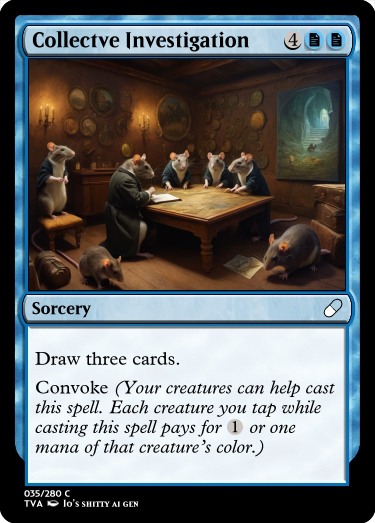 Collectve Investigation 4
Sorcery
Draw three cards.
Convoke (Your creatures can help cast
this spell. Each creature you tap while
casting this spell pays for 1 or one
mana of that creature's color.)
035/280 C
TVA Io's SHITTY AI GEN